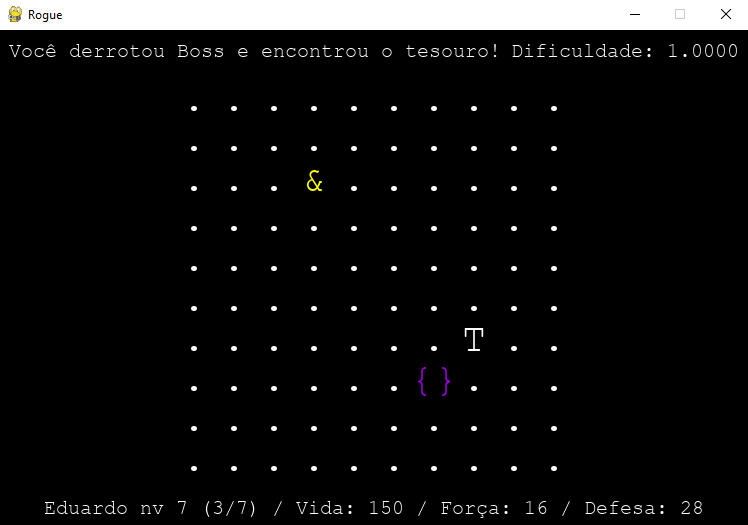 Rogue
Você derrotou Boss e encontrou o tesouro! Dificuldade: 1.0000
. . . . . . . . . .
. . . . . . . . . .
. . . & . . . . . .
. . . . . . . . . .
. . . . . . . . . .
. . . . . . . . . .
. . . . . . . T . .
. . . . . . { } . . .
. . . . . . . . . .
. . . . . . . . . .
Eduardo nv 7 (3/7) / Vida: 150 / Força: 16 / Defesa: 28